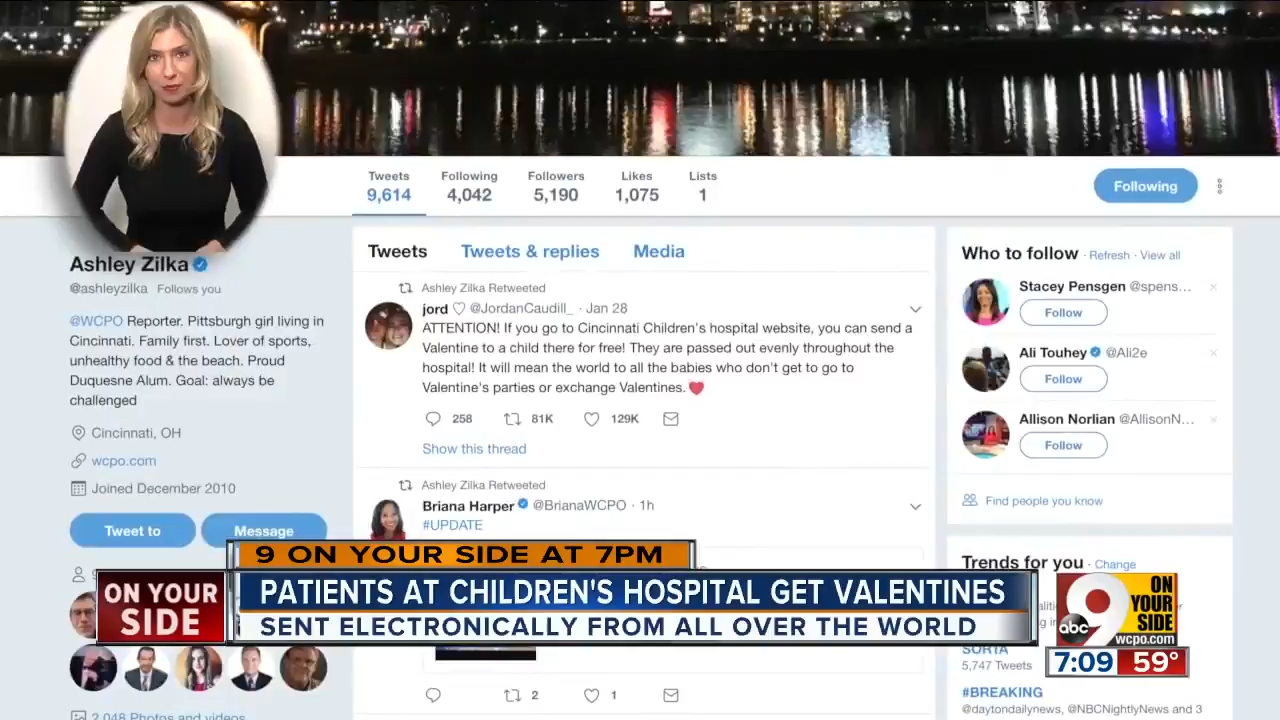 Tweets
9,614
Following
4,042
Followers
5,190
Likes
1,075
Lists
1
Following
Ashley Zilka
@ashleyzilka Follows you
@WCPO Reporter. Pittsburgh girl living in
Cincinnati. Family first. Lover of sports,
unhealthy food & the beach. Proud
Duquesne Alum. Goal: always be
challenged
Cincinnati, OH
wcpo.com
Joined December 2010
Tweet to
Message
2,048 Photos and videos
Tweets Tweets & replies Media
Ashley Zilka Retweeted
jord ♡ @JordanCaudill_ · Jan 28
ATTENTION! If you go to Cincinnati Children's hospital website, you can send a
Valentine to a child there for free! They are passed out evenly throughout the
hospital! It will mean the world to all the babies who don't get to go to
Valentine's parties or exchange Valentines. ❤
258 81K 129K
Show this thread
Ashley Zilka Retweeted
Briana Harper @BrianaWCPO · 1h
#UPDATE
2 1
Who to follow · Refresh · View all
Stacey Pensgen @spens...
Follow
Ali Touhey @Ali2e
Follow
Allison Norlian @AllisonN...
Follow
Find people you know
Trends for you · Change
SORTA
5,747 Tweets
#BREAKING
@daytondailynews, @NBCNightlyNews and 3
9 ON YOUR SIDE AT 7PM
ON YOUR
SIDE
PATIENTS AT CHILDREN'S HOSPITAL GET VALENTINES
SENT ELECTRONICALLY FROM ALL OVER THE WORLD
abc 9
ON
YOUR
SIDE
wcpo.com
7:09 59°